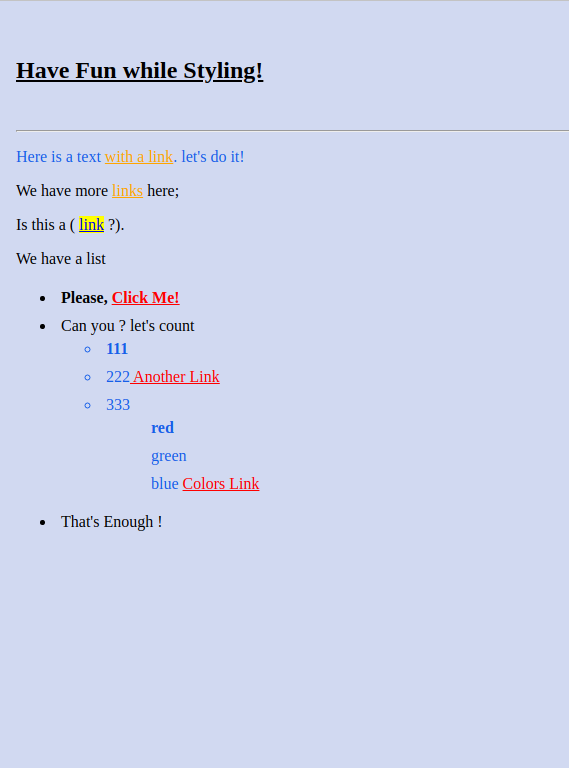 Have Fun while Styling!
Here is a text with a link. let's do it!
We have more links here;
Is this a ( link ?).
We have a list
Please, Click Me!
Can you ? let's count
111
222 Another Link
333
red
green
blue Colors Link
That's Enough !